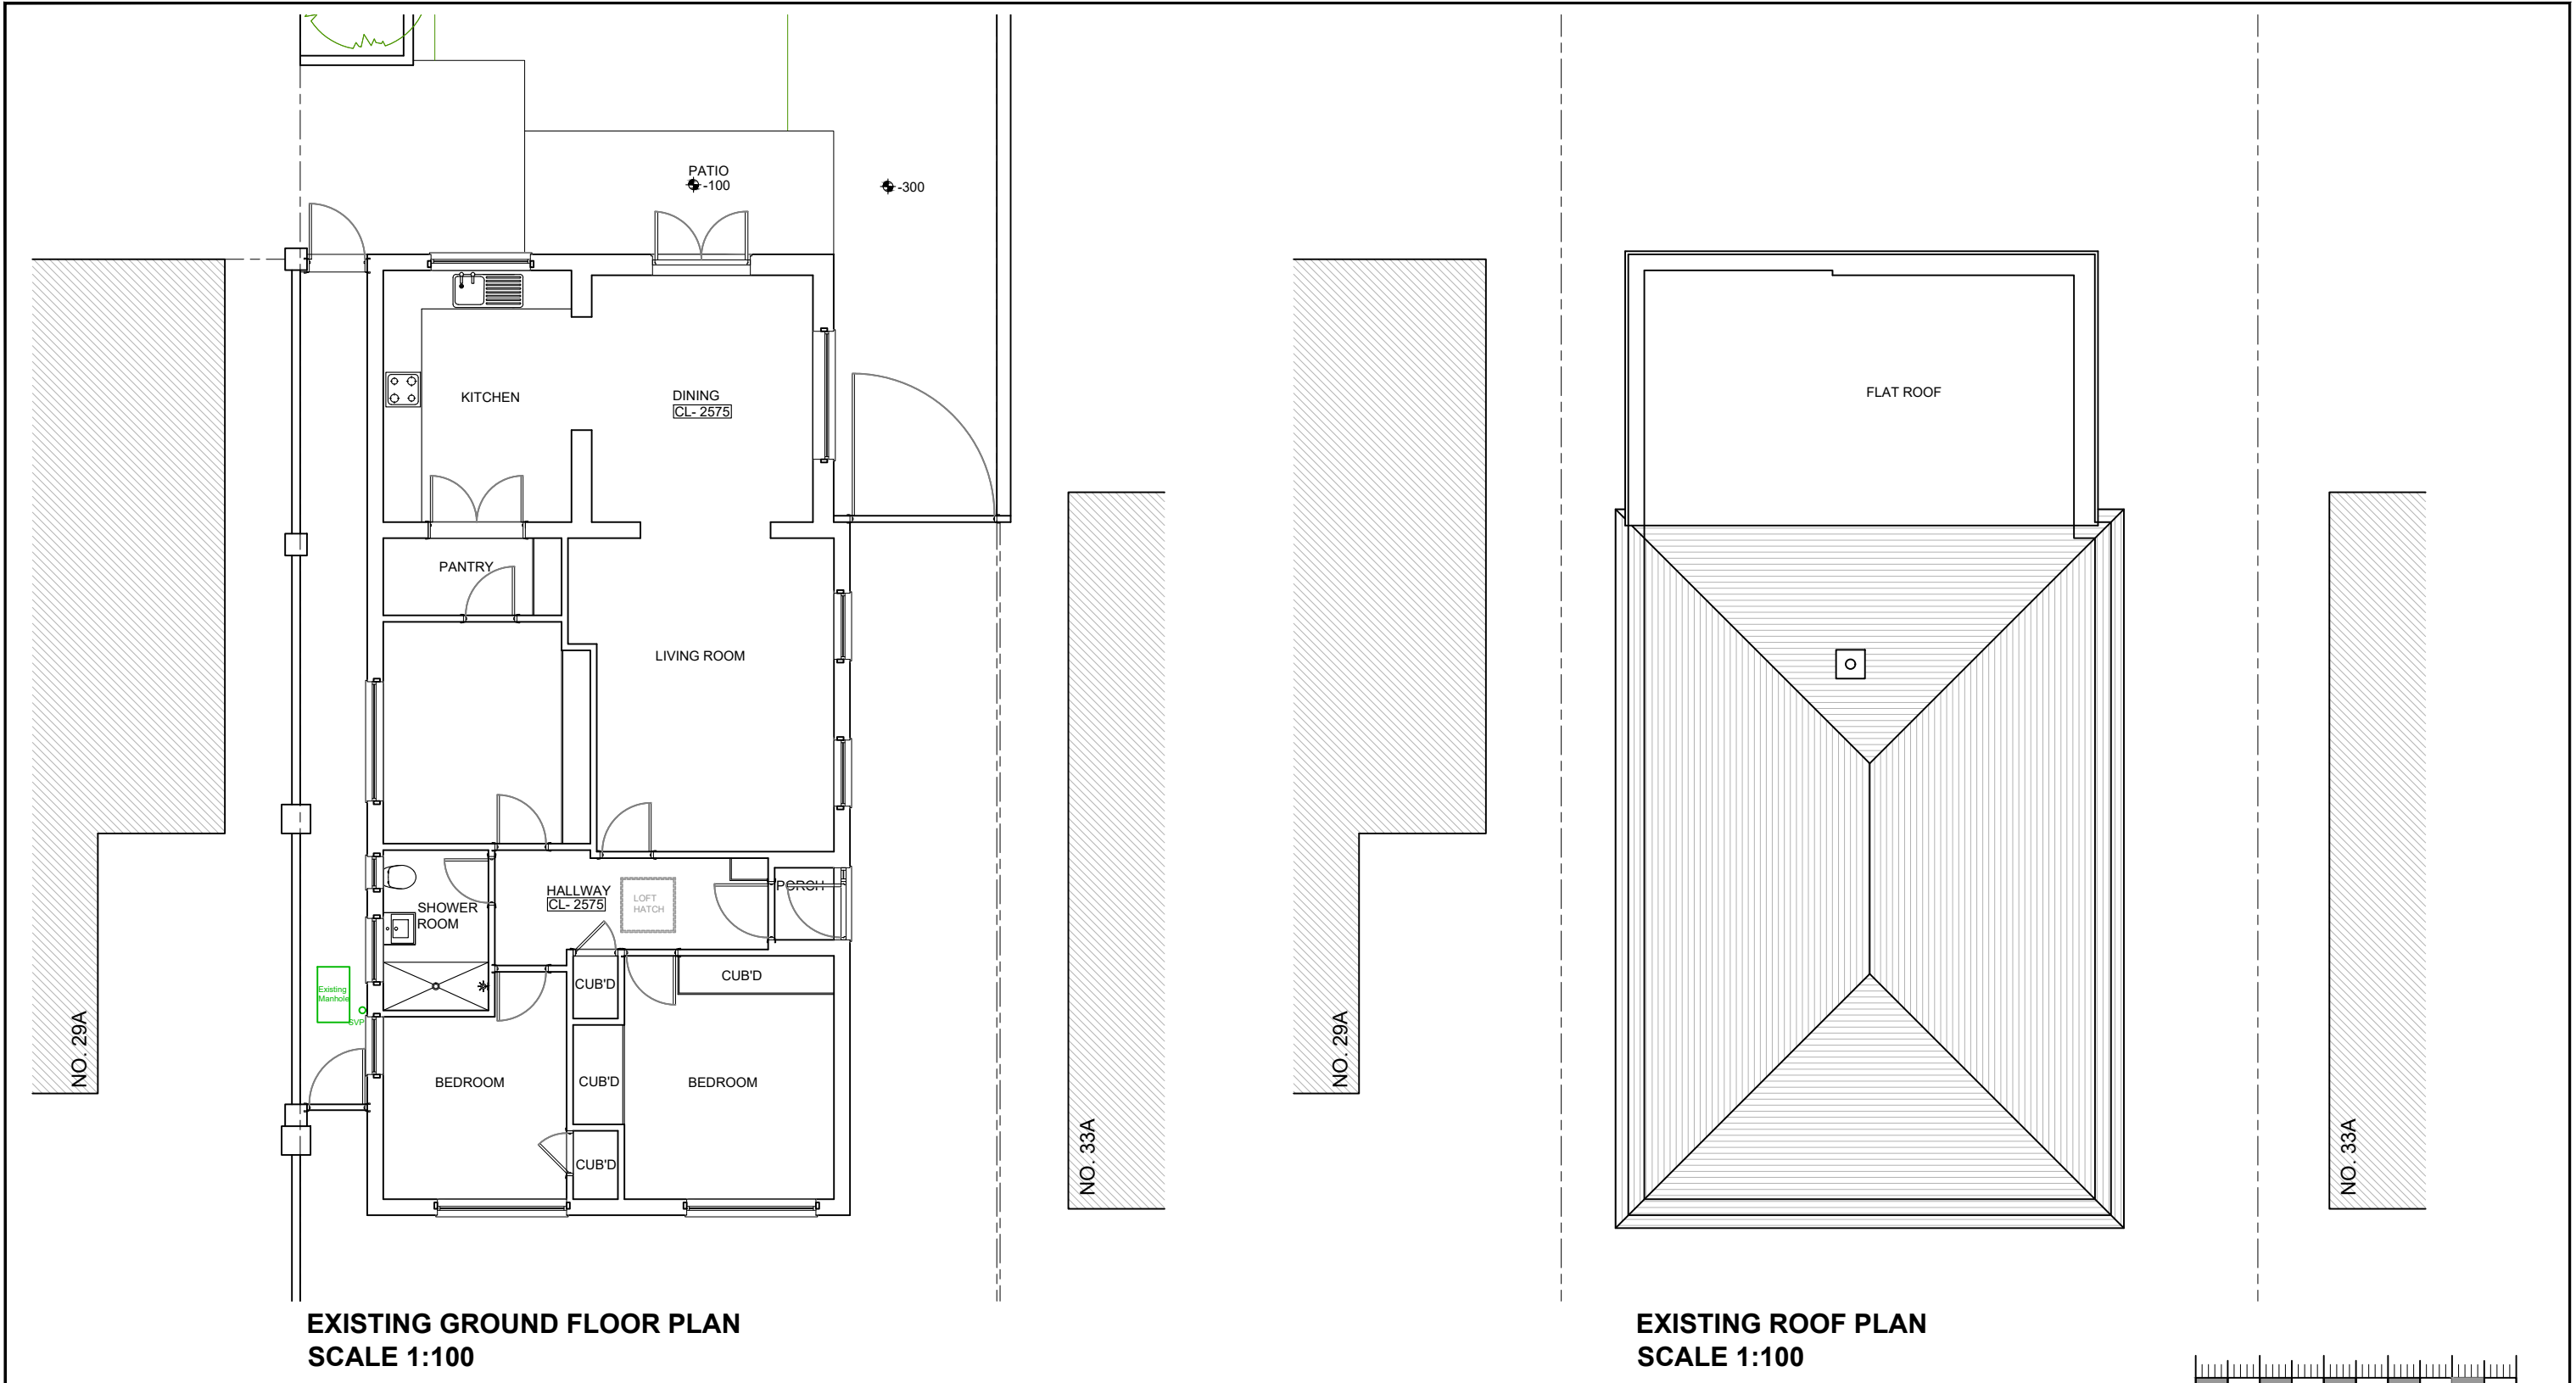 PATIO
-100
-300
KITCHEN
DINING
CL- 2575
PANTRY
LIVING ROOM
HALLWAY
CL- 2575
LOFT
HATCH
PORCH
SHOWER
ROOM
CUB'D
CUB'D
Existing
Manhole
SVP
BEDROOM
CUB'D
BEDROOM
CUB'D
NO. 29A
NO. 33A
EXISTING GROUND FLOOR PLAN
SCALE 1:100
FLAT ROOF
NO. 29A
NO. 33A
EXISTING ROOF PLAN
SCALE 1:100